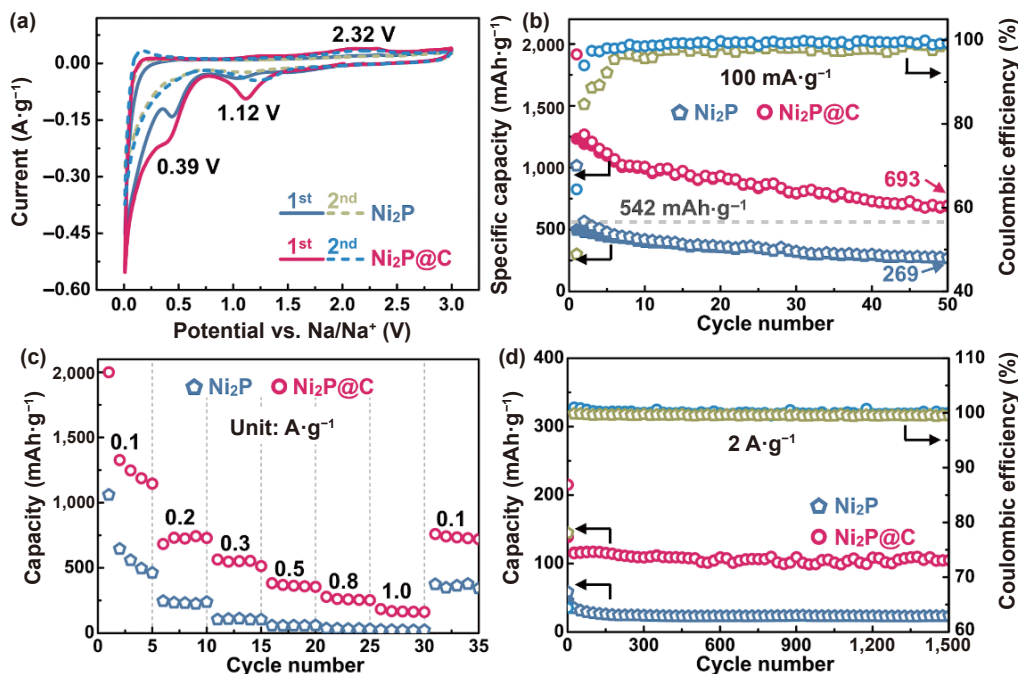 (a)
2.32 V
0.00
−0.15
−0.30
−0.45
−0.60
Current (A·g⁻¹)
1.12 V
0.39 V
1st 2nd Ni₂P
1st 2nd Ni₂P@C
0.0 0.5 1.0 1.5 2.0 2.5 3.0
Potential vs. Na/Na⁺ (V)
(b)
2,000
1,500
1,000
500
0
Specific capacity (mAh·g⁻¹)
100 mA·g⁻¹
Ni₂P Ni₂P@C
693
542 mAh·g⁻¹
269
100
80
60
40
Coulombic efficiency (%)
0 10 20 30 40 50
Cycle number
(c)
2,000
1,500
1,000
500
0
Capacity (mAh·g⁻¹)
Ni₂P Ni₂P@C
Unit: A·g⁻¹
0.1
0.2
0.3
0.5
0.8
1.0
0.1
0 5 10 15 20 25 30 35
Cycle number
(d)
400
300
200
100
0
Capacity (mAh·g⁻¹)
2 A·g⁻¹
Ni₂P
Ni₂P@C
110
100
90
80
70
60
Coulombic efficiency (%)
0 300 600 900 1,200 1,500
Cycle number